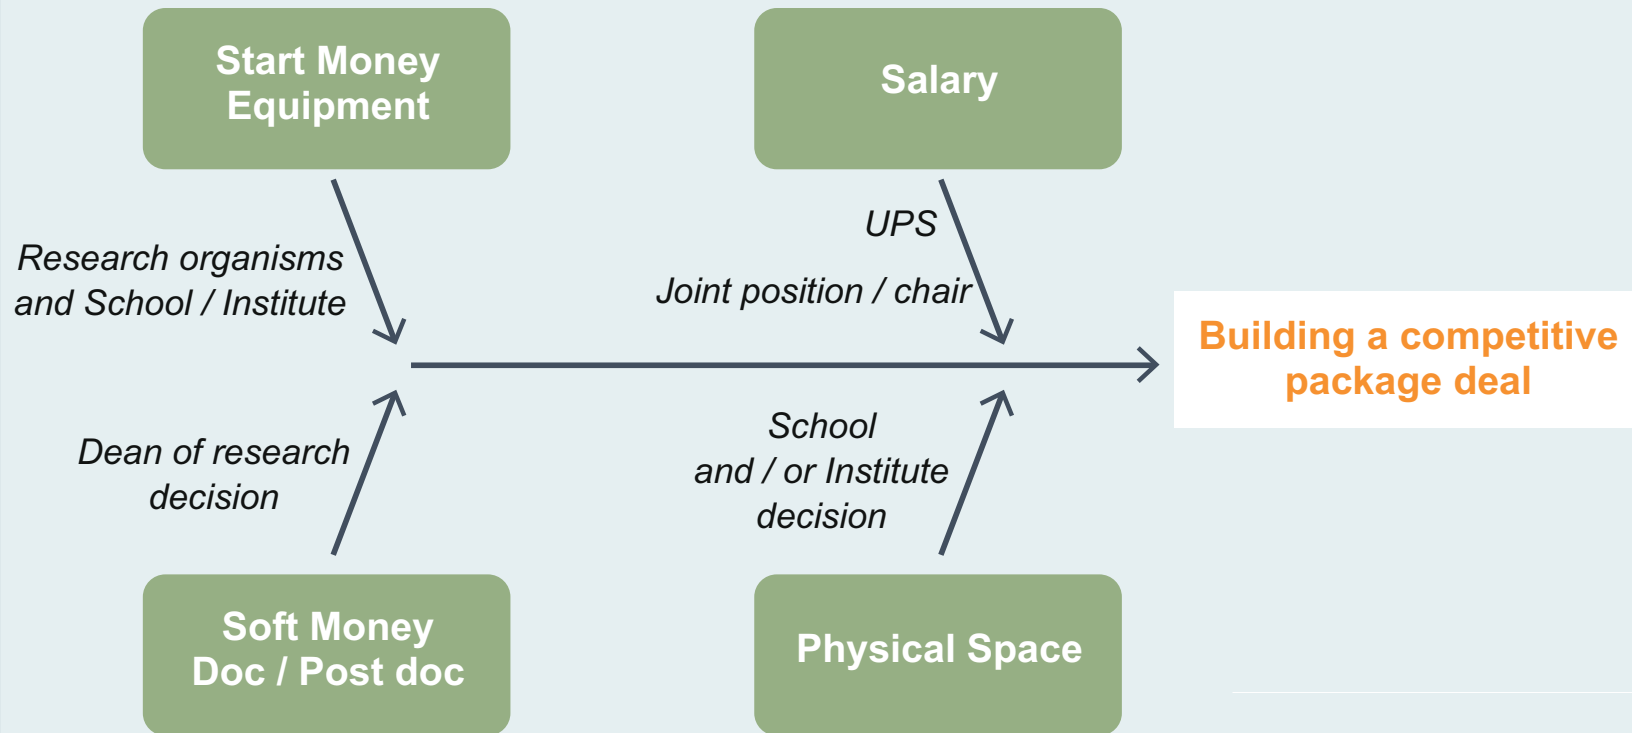 Start Money
Equipment
Salary
UPS
Research organisms
and School / Institute
Joint position / chair
Building a competitive
package deal
Dean of research
decision
School
and / or Institute
decision
Soft Money
Doc / Post doc
Physical Space